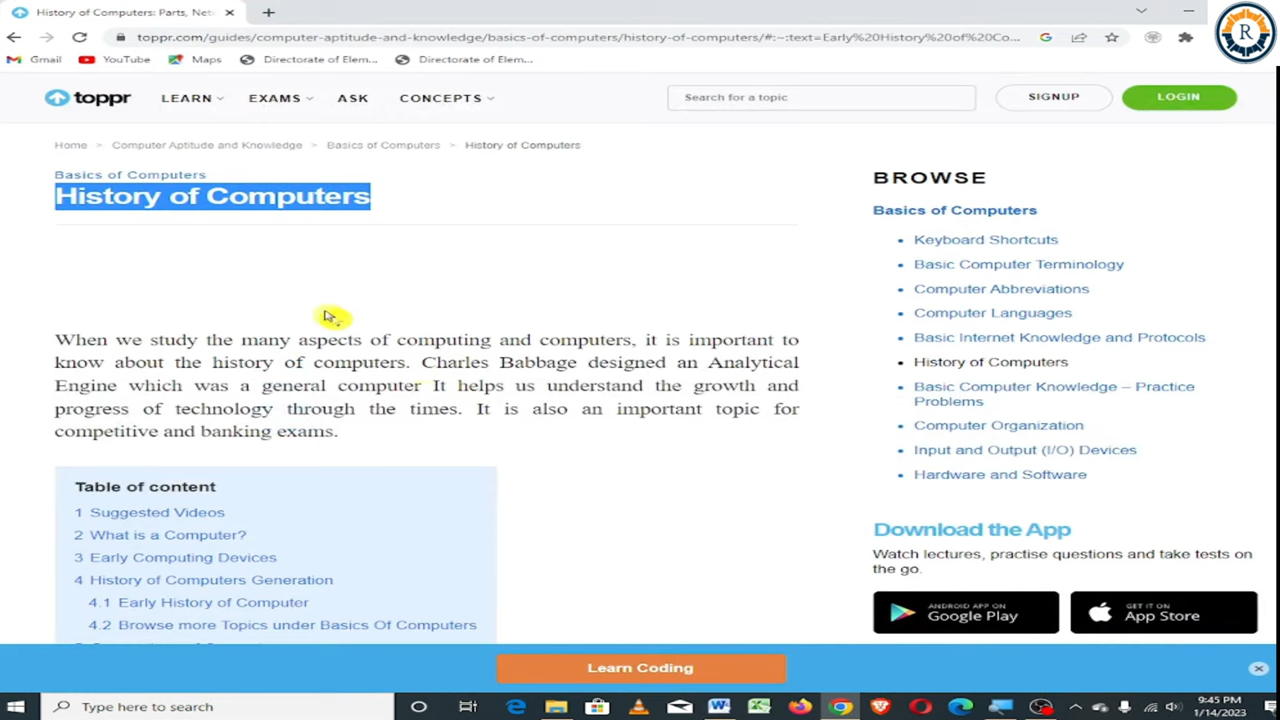 History of Computers: Parts, Net
toppr.com/guides/computer-aptitude-and-knowledge/basics-of-computers/history-of-computers/#:~:text=Early%20History%20of%20Co...
Gmail YouTube Maps Directorate of Elem... Directorate of Elem...
R
toppr LEARN EXAMS ASK CONCEPTS Search for a topic SIGNUP LOGIN
Home > Computer Aptitude and Knowledge > Basics of Computers > History of Computers
Basics of Computers
History of Computers
When we study the many aspects of computing and computers, it is important to
know about the history of computers. Charles Babbage designed an Analytical
Engine which was a general computer It helps us understand the growth and
progress of technology through the times. It is also an important topic for
competitive and banking exams.
Table of content
1 Suggested Videos
2 What is a Computer?
3 Early Computing Devices
4 History of Computers Generation
4.1 Early History of Computer
4.2 Browse more Topics under Basics Of Computers
BROWSE
Basics of Computers
Keyboard Shortcuts
Basic Computer Terminology
Computer Abbreviations
Computer Languages
Basic Internet Knowledge and Protocols
History of Computers
Basic Computer Knowledge – Practice
Problems
Computer Organization
Input and Output (I/O) Devices
Hardware and Software
Download the App
Watch lectures, practise questions and take tests on
the go.
ANDROID APP ON
Google Play
GET IT ON
App Store
Learn Coding
Type here to search
9:45 PM
1/14/2023